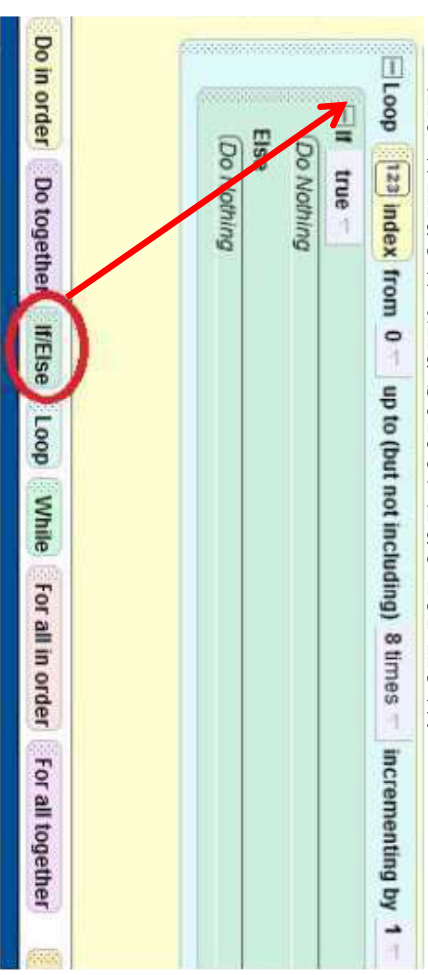 Loop 123 index from 0 up to (but not including) 8 times incrementing by 1
If true
Do Nothing
Else
Do Nothing
Do in order Do together If/Else Loop While For all in order For all together